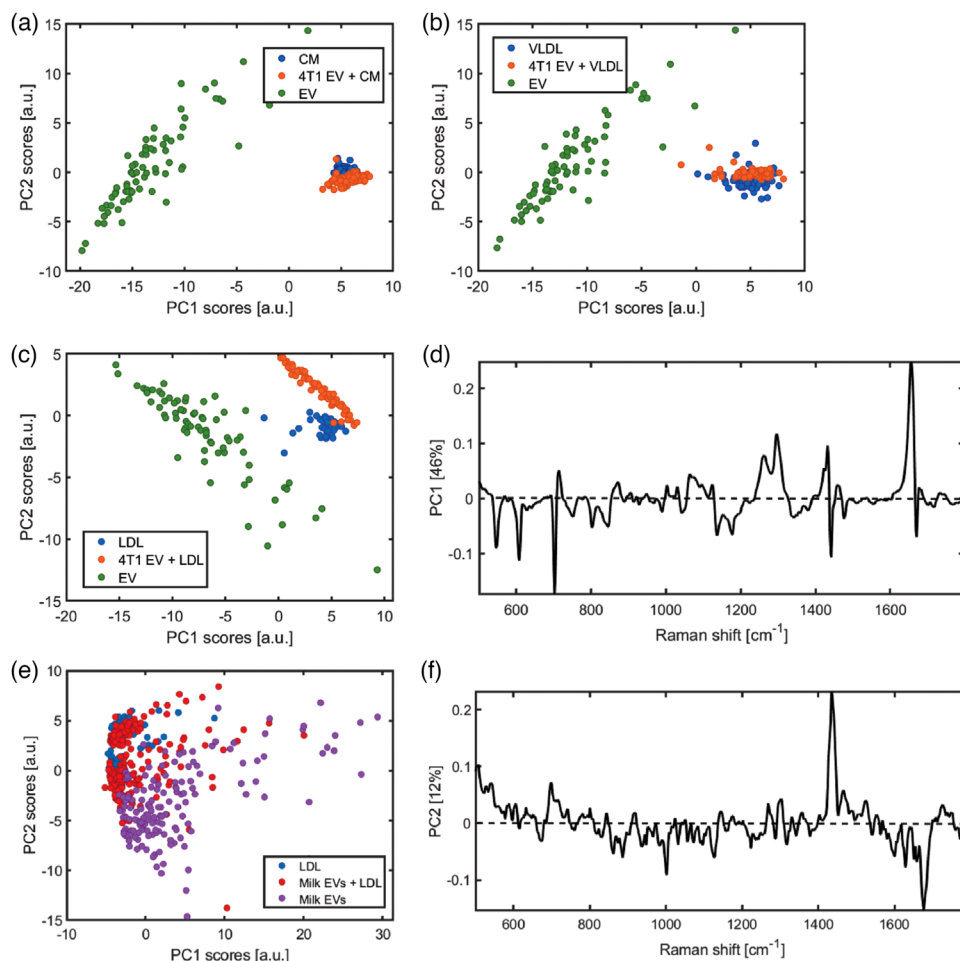 (a)
15
10
5
0
-5
-10
-20
-15
-10
-5
0
5
10
PC2 scores [a.u.]
PC1 scores [a.u.]
CM
4T1 EV + CM
EV
(b)
15
10
5
0
-5
-10
-20
-15
-10
-5
0
5
10
PC2 scores [a.u.]
PC1 scores [a.u.]
VLDL
4T1 EV + VLDL
EV
(c)
5
0
-5
-10
-15
-20
-15
-10
-5
0
5
10
PC2 scores [a.u.]
PC1 scores [a.u.]
LDL
4T1 EV + LDL
EV
(d)
0.2
0.1
0
-0.1
600
800
1000
1200
1400
1600
PC1 [46%]
Raman shift [cm-1]
(e)
15
10
5
0
-5
-10
-15
-10
0
10
20
30
PC2 scores [a.u.]
PC1 scores [a.u.]
LDL
Milk EVs + LDL
Milk EVs
(f)
0.2
0.1
0
-0.1
600
800
1000
1200
1400
1600
PC2 [12%]
Raman shift [cm-1]